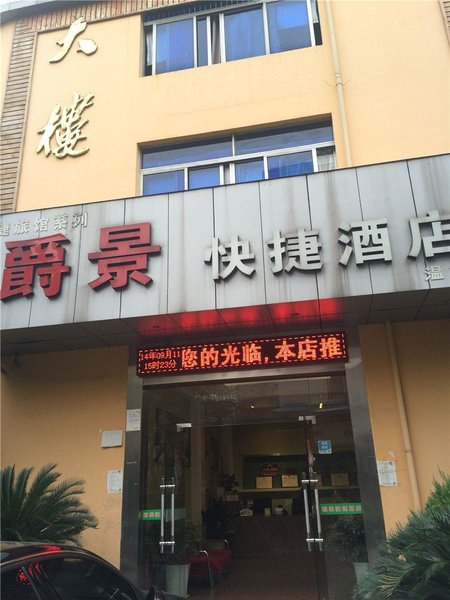 大樓
捷旅馆系列
爵景 快捷酒店
温
14年09月11
15时23分
您的光临,本店推